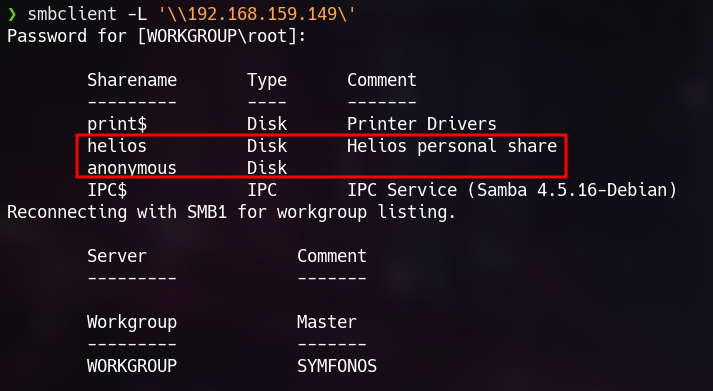 ❯ smbclient -L '\\192.168.159.149\'
Password for [WORKGROUP\root]:
Sharename Type Comment
--------- ---- -------
print$ Disk Printer Drivers
helios Disk Helios personal share
anonymous Disk
IPC$ IPC IPC Service (Samba 4.5.16-Debian)
Reconnecting with SMB1 for workgroup listing.
Server Comment
--------- -------
Workgroup Master
--------- -------
WORKGROUP SYMFONOS